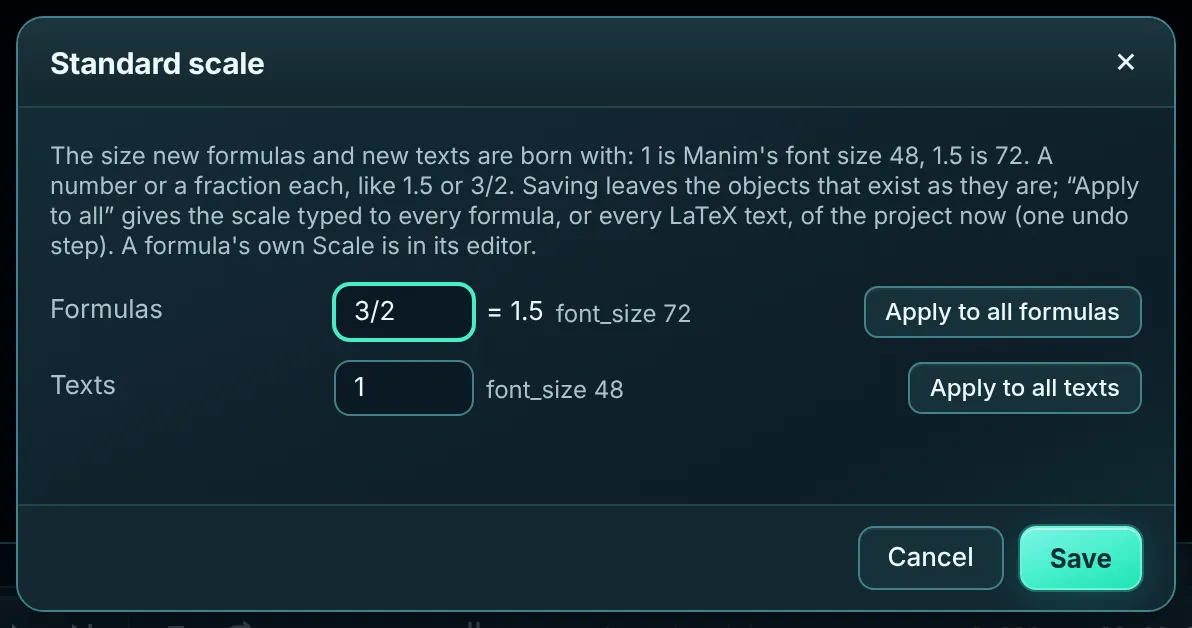 Standard scale
×
The size new formulas and new texts are born with: 1 is Manim's font size 48, 1.5 is 72. A
number or a fraction each, like 1.5 or 3/2. Saving leaves the objects that exist as they are; “Apply
to all” gives the scale typed to every formula, or every LaTeX text, of the project now (one undo
step). A formula's own Scale is in its editor.
Formulas 3/2 = 1.5 font_size 72 Apply to all formulas
Texts 1 font_size 48 Apply to all texts
Cancel Save